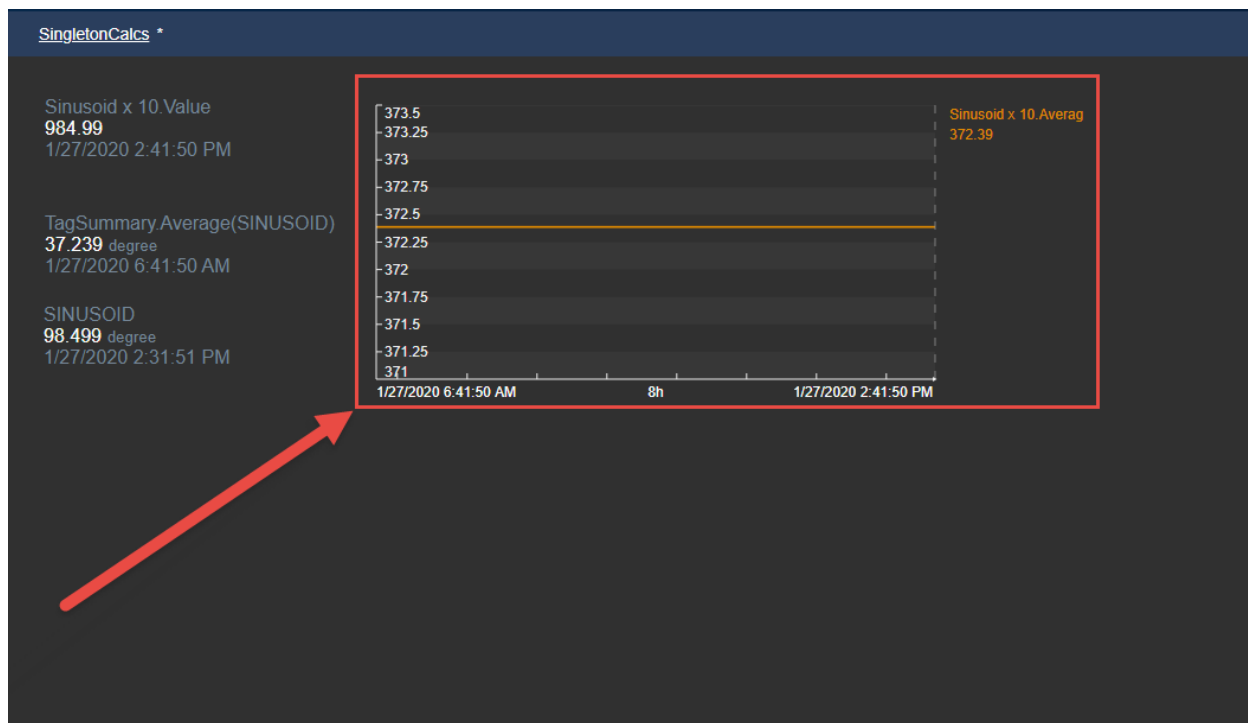 SingletonCalcs *
Sinusoid x 10.Value
984.99
1/27/2020 2:41:50 PM
TagSummary.Average(SINUSOID)
37.239 degree
1/27/2020 6:41:50 AM
SINUSOID
98.499 degree
1/27/2020 2:31:51 PM
373.5
373.25
373
372.75
372.5
372.25
372
371.75
371.5
371.25
371
1/27/2020 6:41:50 AM 8h 1/27/2020 2:41:50 PM
Sinusoid x 10.Averag
372.39